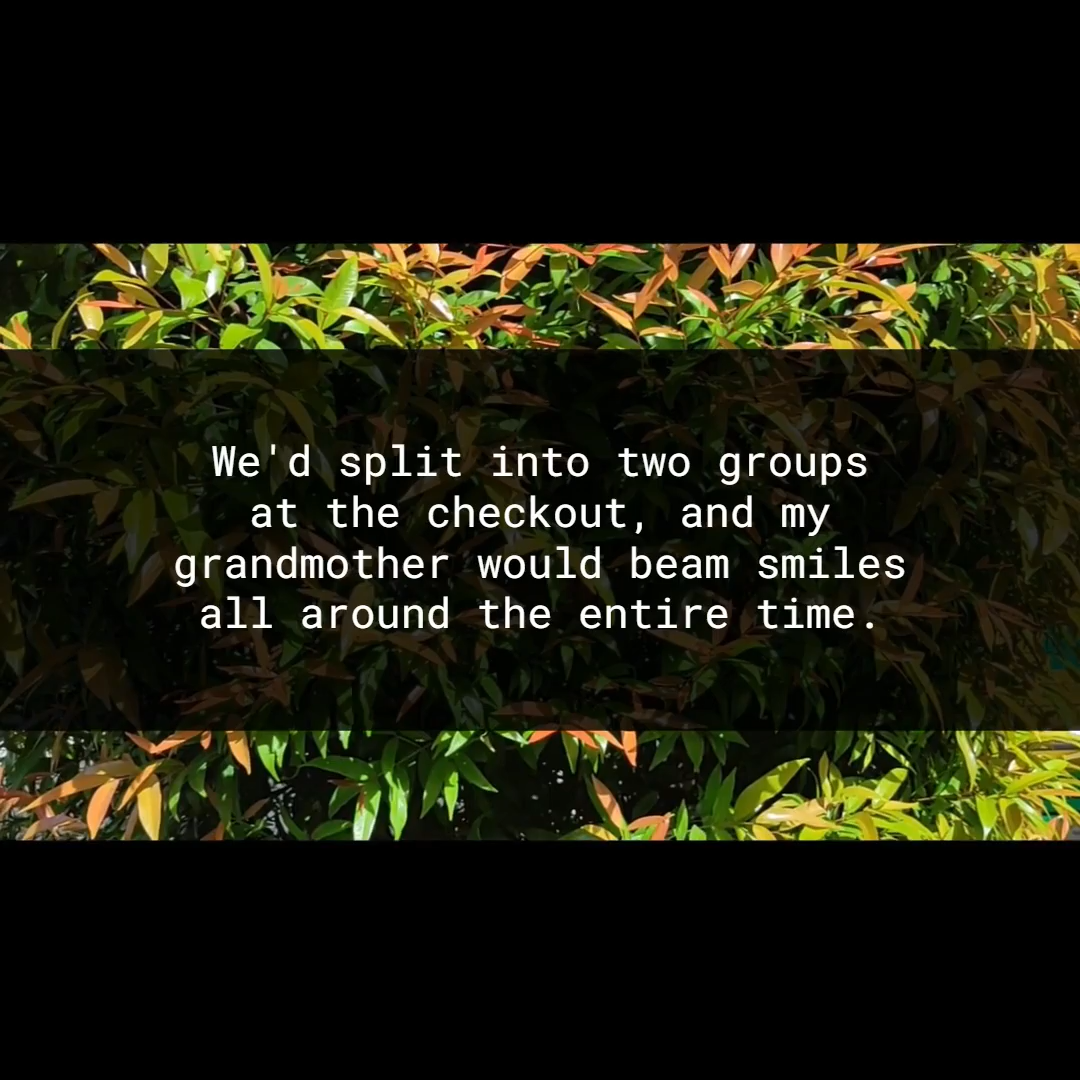 We'd split into two groups
at the checkout, and my
grandmother would beam smiles
all around the entire time.